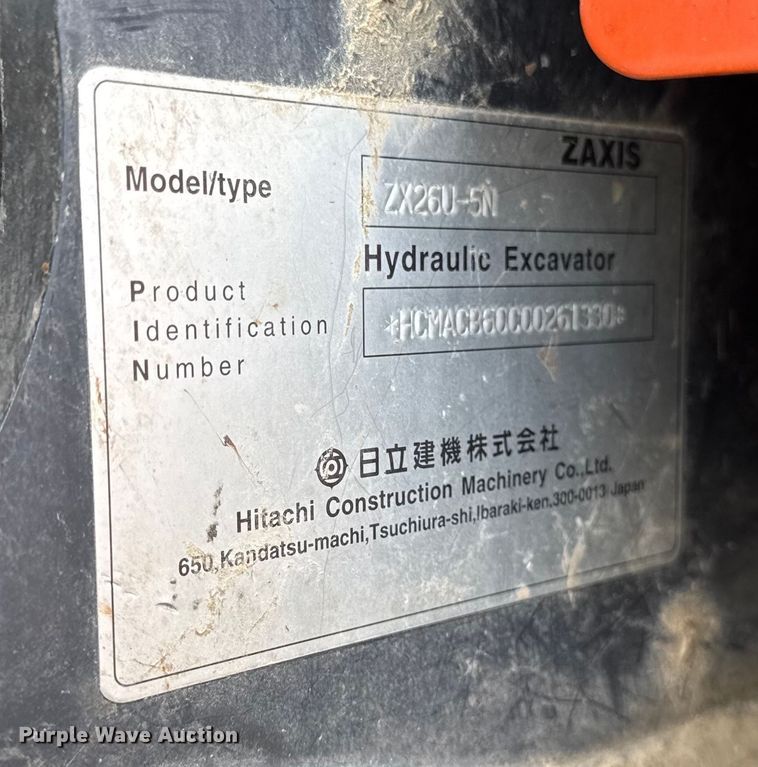 ZAXIS
Model/type
ZX26U-5N
Hydraulic Excavator
Product
Identification
Number
*HCMACB60C00261330*
日立建機株式会社
Hitachi Construction Machinery Co.,Ltd.
650,Kandatsu-machi,Tsuchiura-shi,Ibaraki-ken,300-0013 Japan
Purple Wave Auction